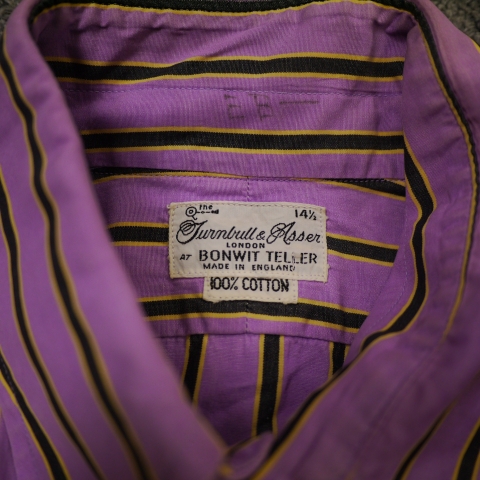 the 14½
Turnbull & Asser
LONDON
AT BONWIT TELLER
MADE IN ENGLAND
100% COTTON